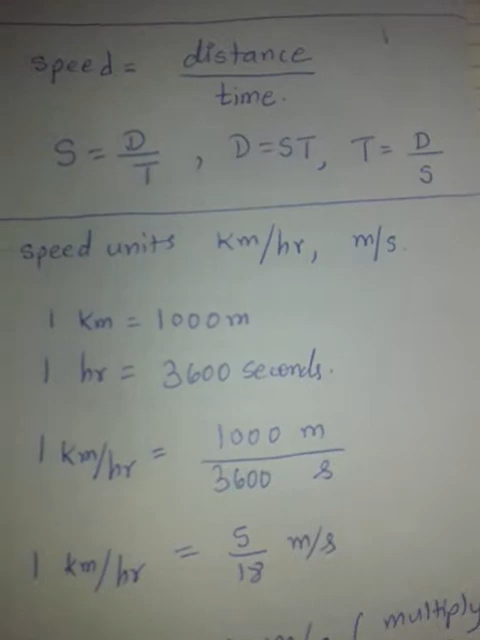 speed = distance / time.
S = D/T , D = ST, T = D/S
speed units km/hr, m/s.
1 km = 1000 m
1 hr = 3600 seconds.
1 km/hr = 1000 m / 3600 s
1 km/hr = 5/18 m/s
( multiply